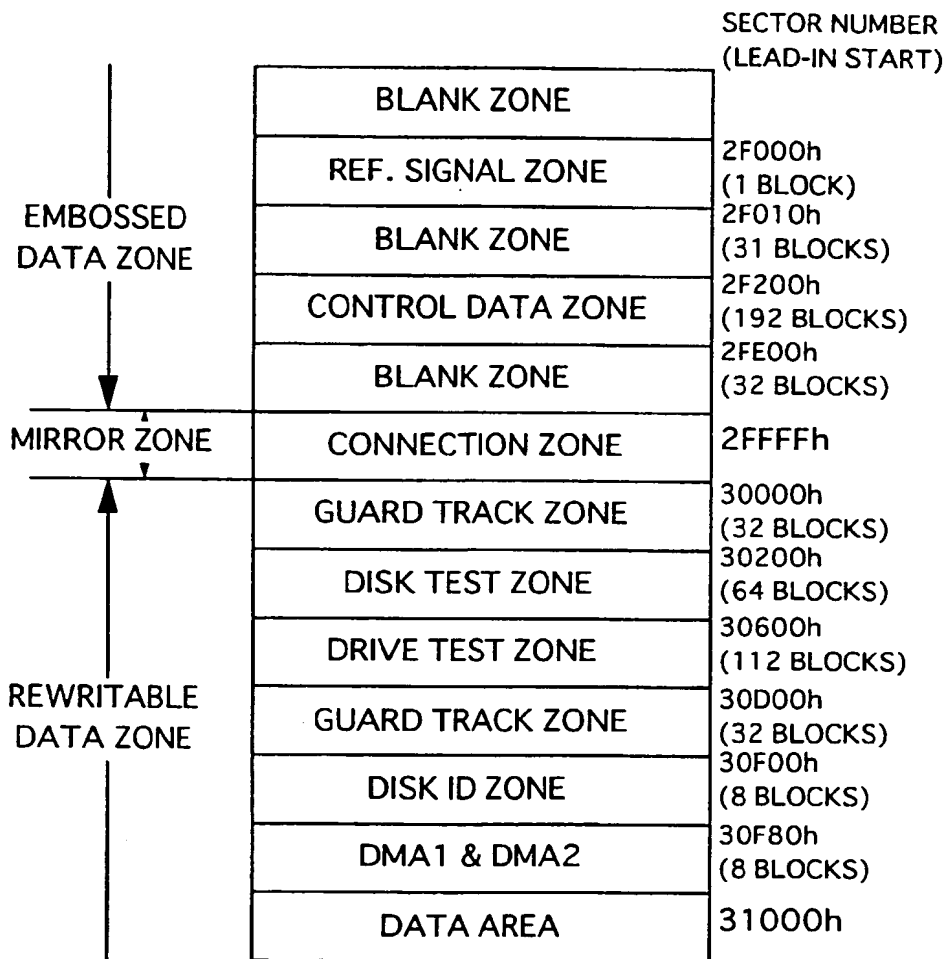 SECTOR NUMBER
(LEAD-IN START)
BLANK ZONE
REF. SIGNAL ZONE
2F000h
(1 BLOCK)
EMBOSSED
DATA ZONE
BLANK ZONE
2F010h
(31 BLOCKS)
CONTROL DATA ZONE
2F200h
(192 BLOCKS)
BLANK ZONE
2FE00h
(32 BLOCKS)
MIRROR ZONE
CONNECTION ZONE
2FFFFh
GUARD TRACK ZONE
30000h
(32 BLOCKS)
DISK TEST ZONE
30200h
(64 BLOCKS)
DRIVE TEST ZONE
30600h
(112 BLOCKS)
REWRITABLE
DATA ZONE
GUARD TRACK ZONE
30D00h
(32 BLOCKS)
DISK ID ZONE
30F00h
(8 BLOCKS)
DMA1 & DMA2
30F80h
(8 BLOCKS)
DATA AREA
31000h